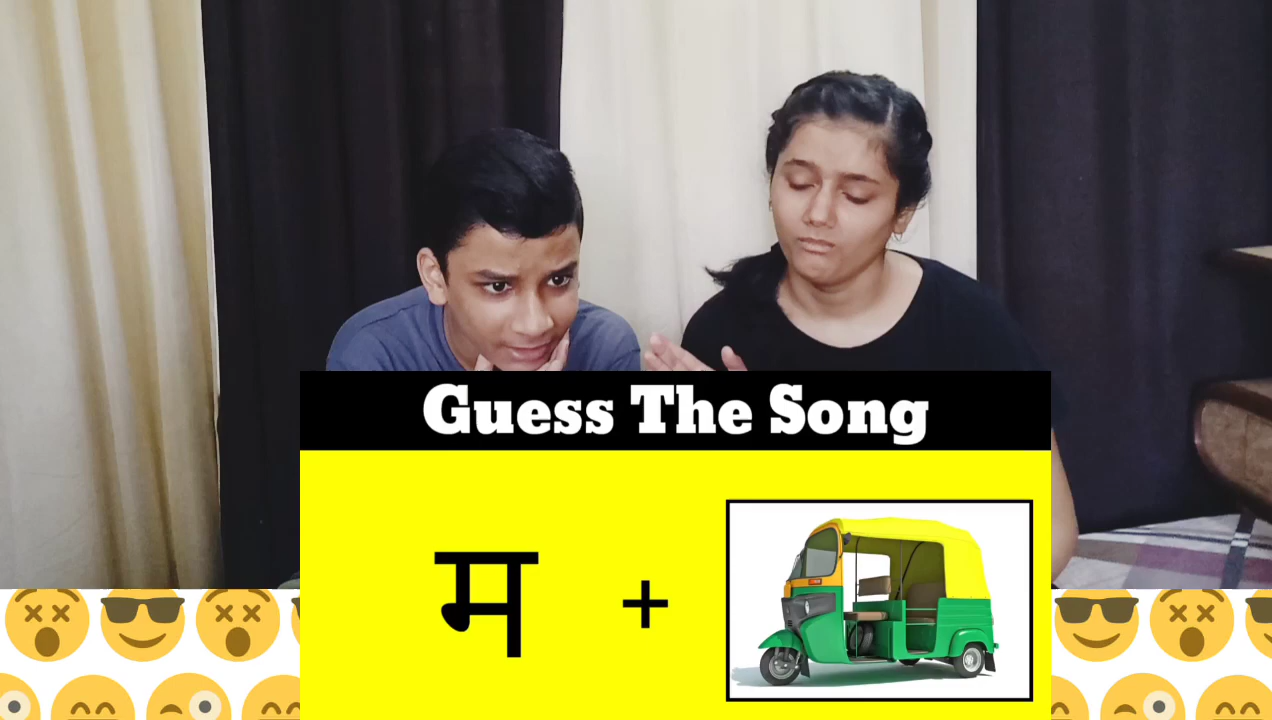 Guess The Song
म +